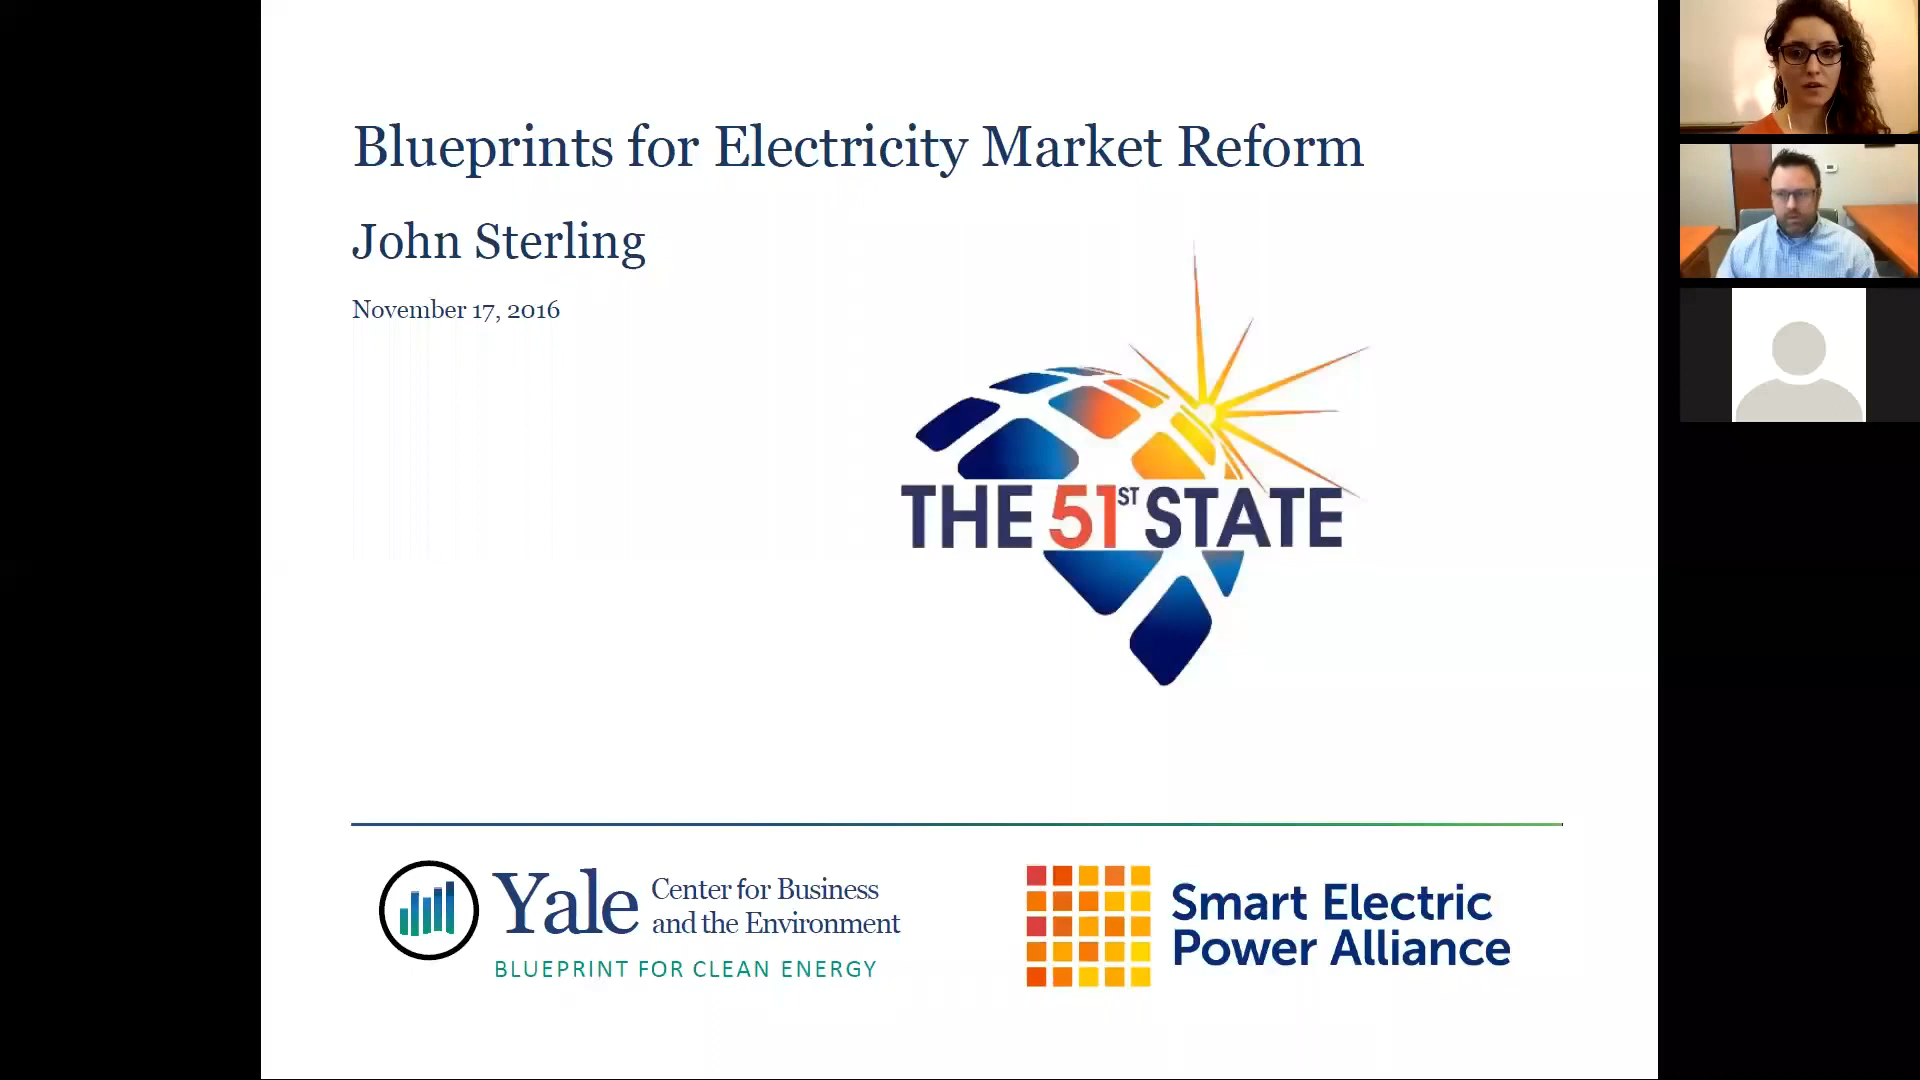 Blueprints for Electricity Market Reform
John Sterling
November 17, 2016
THE 51ST STATE
Yale Center for Business
and the Environment
BLUEPRINT FOR CLEAN ENERGY
Smart Electric
Power Alliance